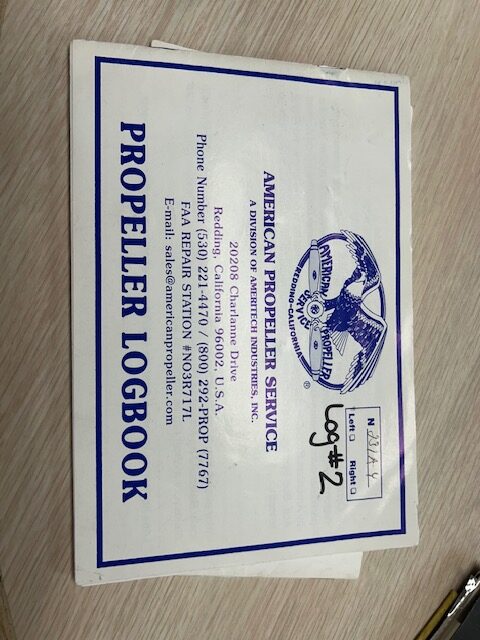 AMERICAN PROPELLER
SERVICE
REDDING-CALIFORNIA
®
N 231A4
Left ☐ Right ☐
Log#2
AMERICAN PROPELLER SERVICE
A DIVISION OF AMERITECH INDUSTRIES, INC.
20208 Charlanne Drive
Redding, California 96002, U.S.A.
Phone Number (530) 221-4470 / (800) 292-PROP (7767)
FAA REPAIR STATION #NO3R717L
E-mail: sales@americanpropeller.com
PROPELLER LOGBOOK